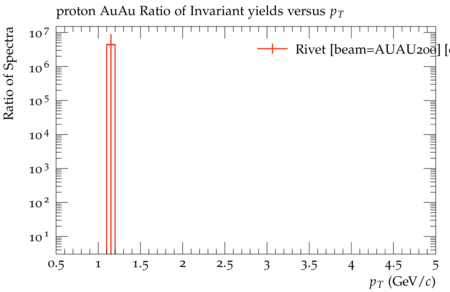 proton AuAu Ratio of Invariant yields versus p_T
Ratio of Spectra
10^7
10^6
10^5
10^4
10^3
10^2
10^1
Rivet [beam=AUAU200] [
0.5 1 1.5 2 2.5 3 3.5 4 4.5 5
p_T (GeV/c)